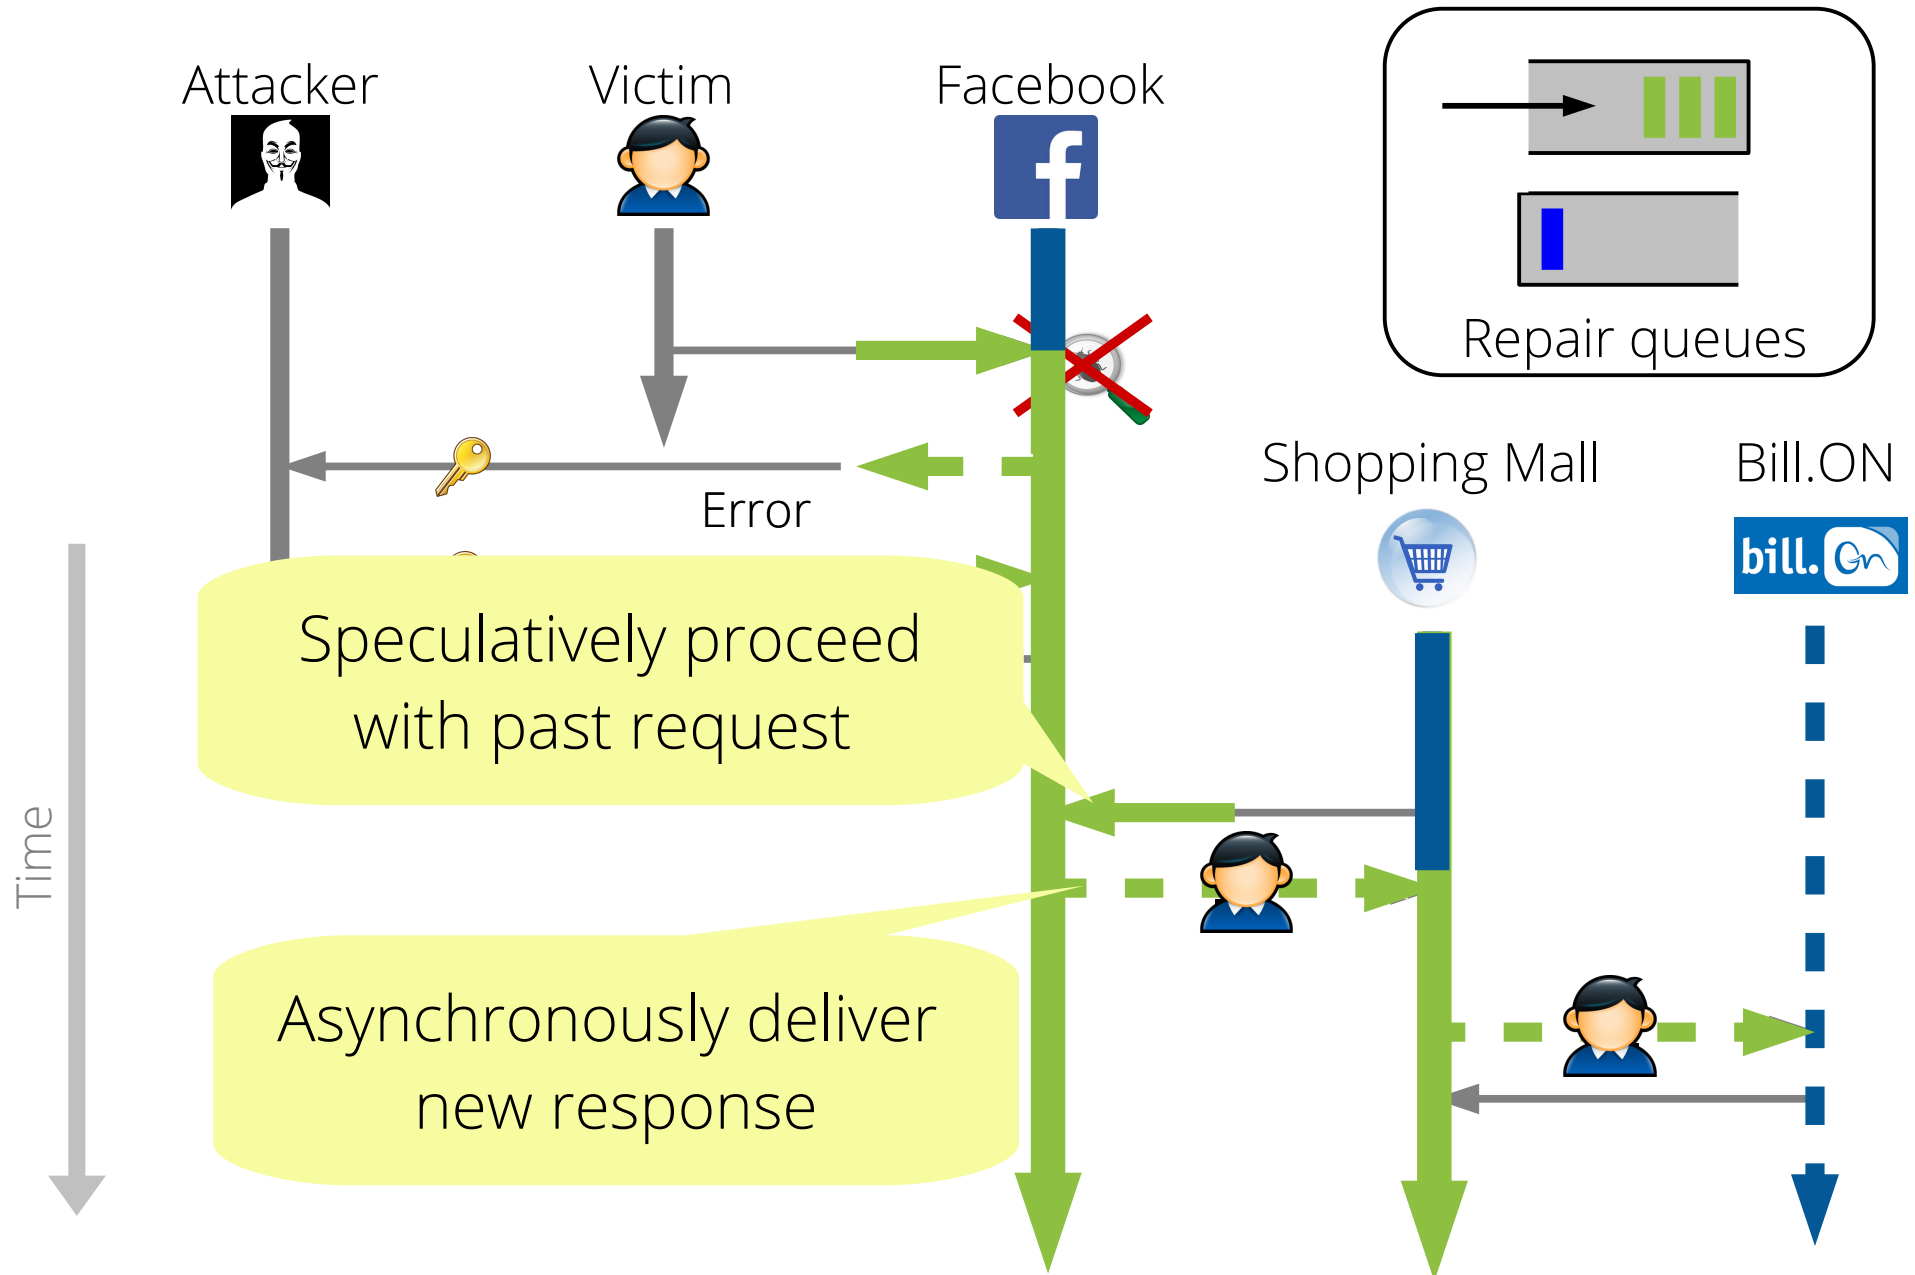 Attacker
Victim
Facebook
Repair queues
Shopping Mall
Bill.ON
bill.On
Error
Speculatively proceed
with past request
Time
Asynchronously deliver
new response